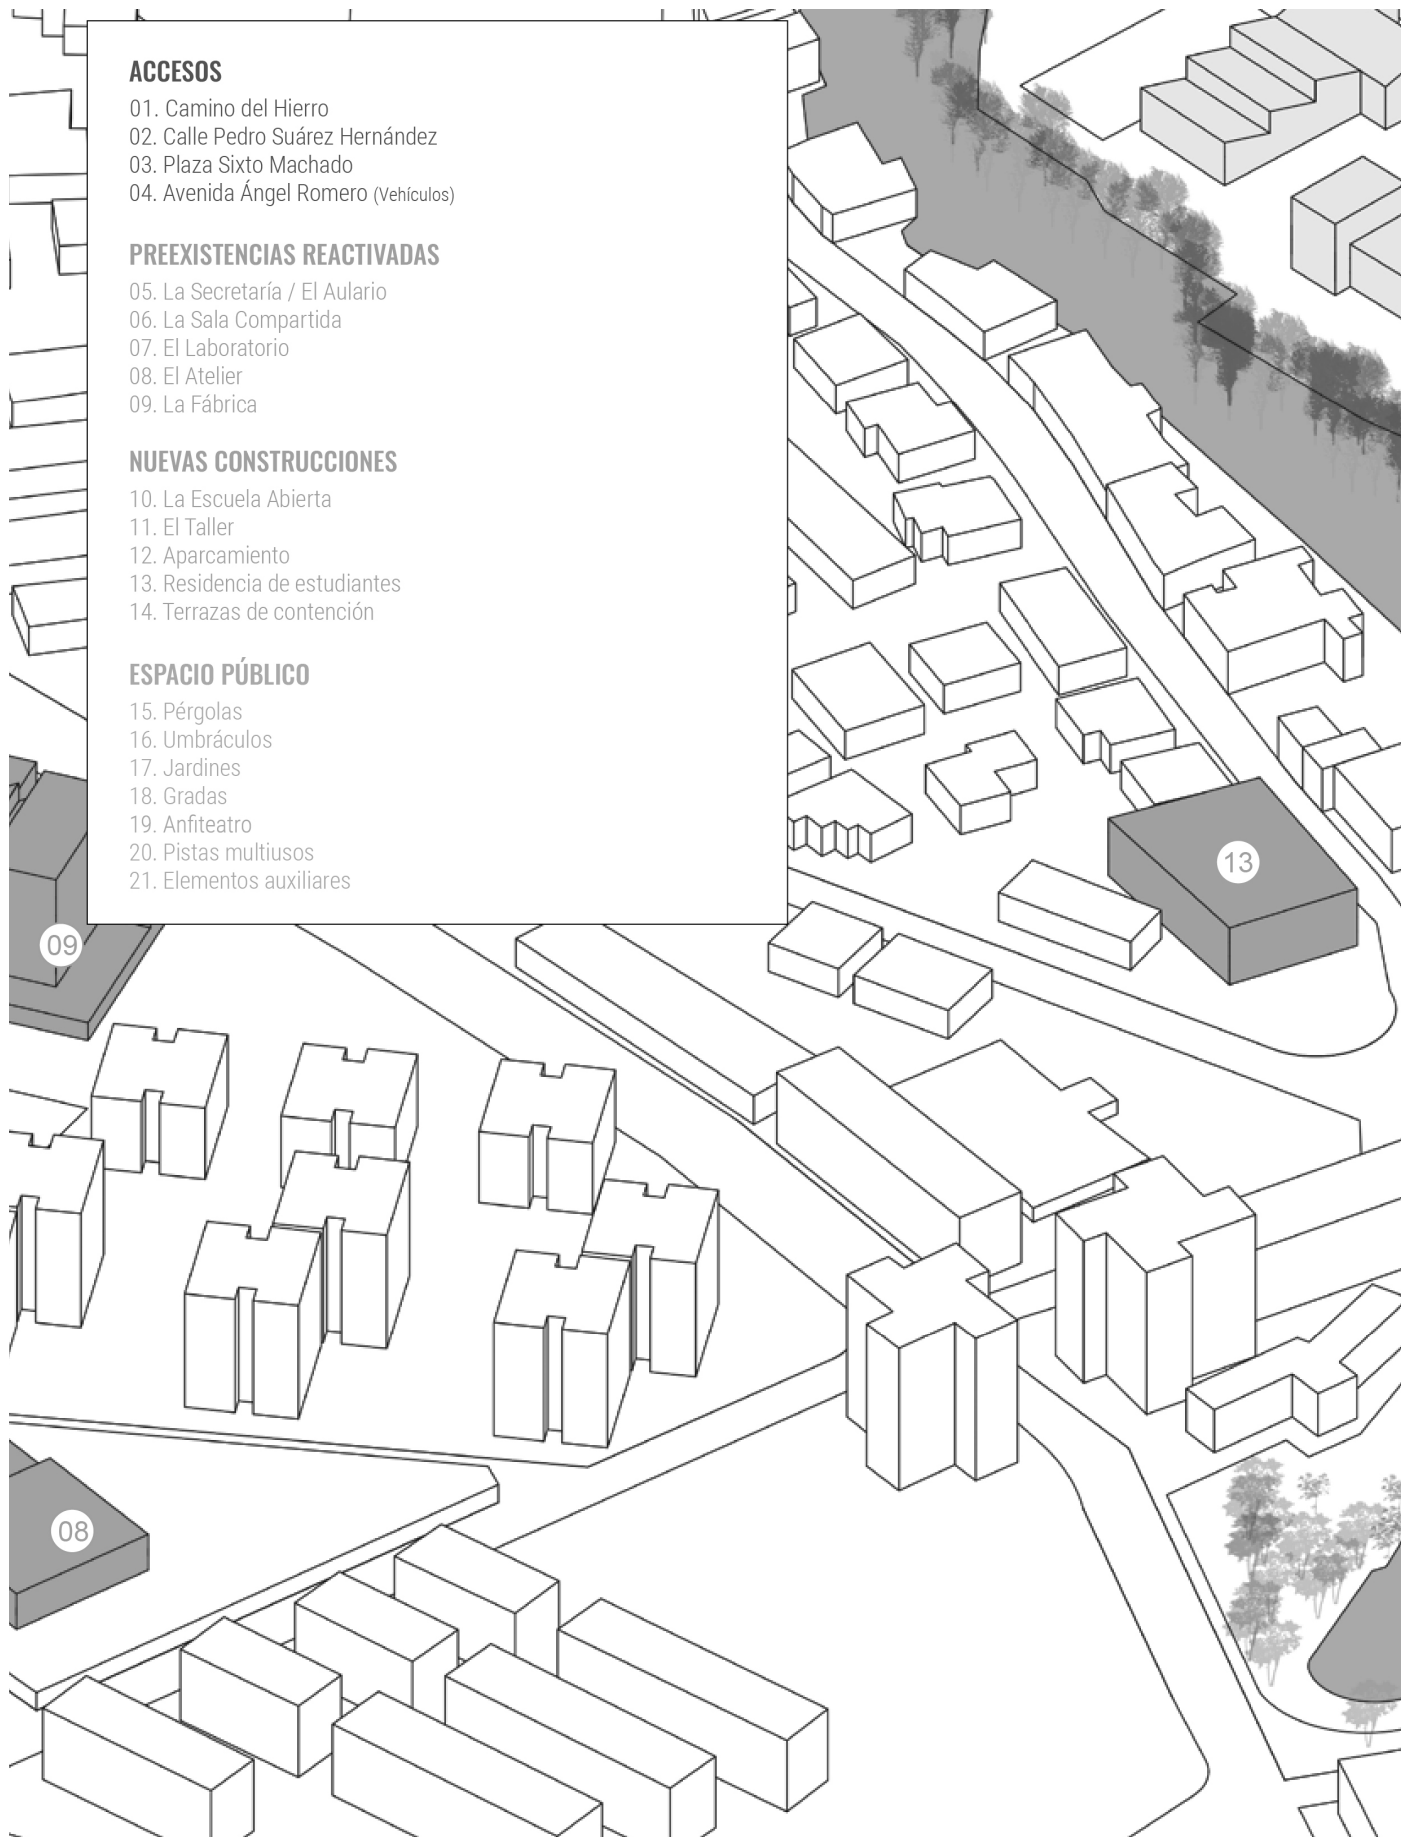 ACCESOS
01. Camino del Hierro
02. Calle Pedro Suárez Hernández
03. Plaza Sixto Machado
04. Avenida Ángel Romero (Vehículos)
PREEXISTENCIAS REACTIVADAS
05. La Secretaría / El Aulario
06. La Sala Compartida
07. El Laboratorio
08. El Atelier
09. La Fábrica
NUEVAS CONSTRUCCIONES
10. La Escuela Abierta
11. El Taller
12. Aparcamiento
13. Residencia de estudiantes
14. Terrazas de contención
ESPACIO PÚBLICO
15. Pérgolas
16. Umbráculos
17. Jardines
18. Gradas
19. Anfiteatro
20. Pistas multiusos
21. Elementos auxiliares
13
09
08